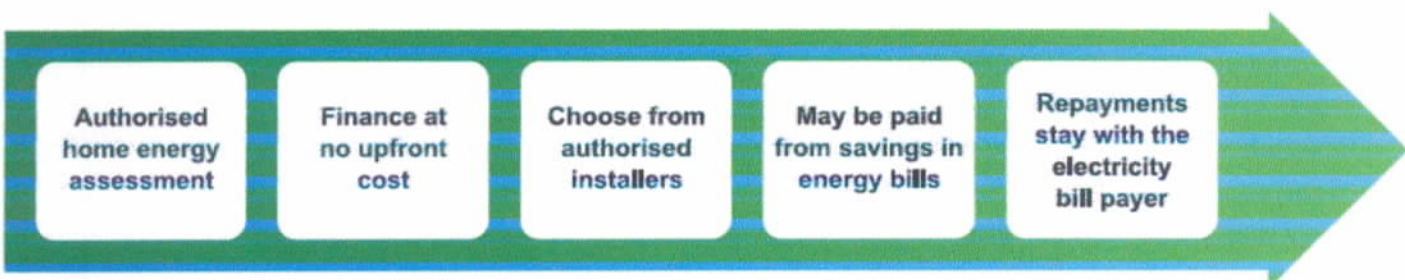 Authorised
home energy
assessment
Finance at
no upfront
cost
Choose from
authorised
installers
May be paid
from savings in
energy bills
Repayments
stay with the
electricity
bill payer